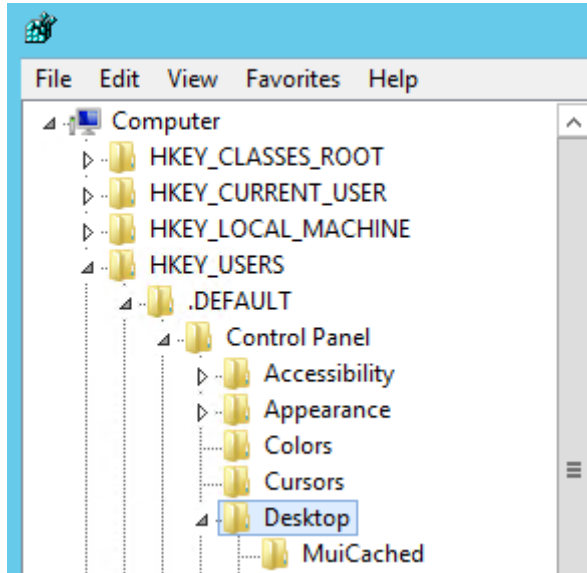 File Edit View Favorites Help
Computer
HKEY_CLASSES_ROOT
HKEY_CURRENT_USER
HKEY_LOCAL_MACHINE
HKEY_USERS
.DEFAULT
Control Panel
Accessibility
Appearance
Colors
Cursors
Desktop
MuiCached